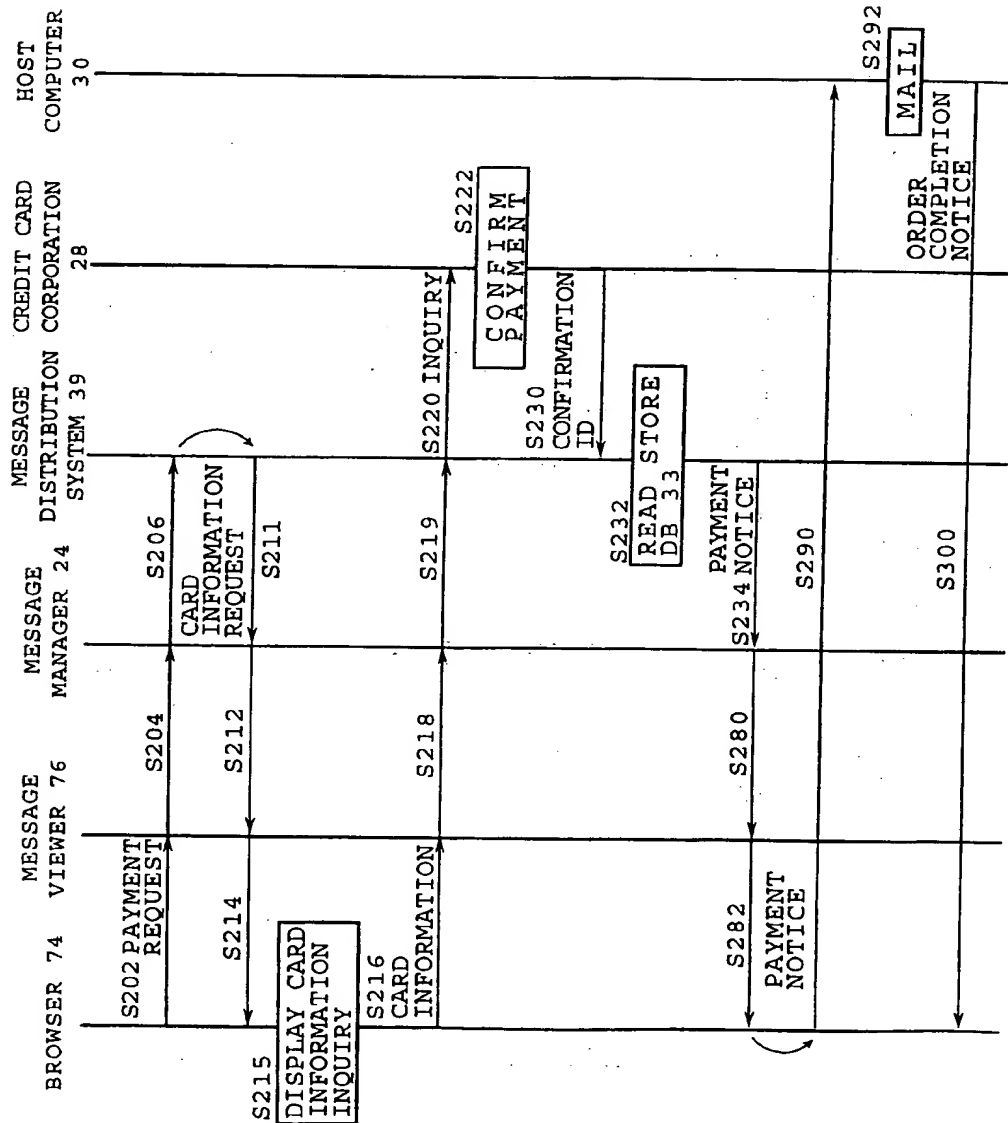 BROWSER 74
MESSAGE
VIEWER 76
MESSAGE
MANAGER 24
MESSAGE
DISTRIBUTION
SYSTEM 39
CREDIT CARD
CORPORATION
28
HOST
COMPUTER
30
S202 PAYMENT
REQUEST
S204
S206
CARD
INFORMATION
REQUEST
S211
S212
S214
S215
DISPLAY CARD
INFORMATION
INQUIRY
S216
CARD
INFORMATION
S218
S219
S220 INQUIRY
S222
CONFIRM
PAYMENT
S230
CONFIRMATION
ID
S232
READ STORE
DB 33
PAYMENT
S234 NOTICE
S280
S282
PAYMENT
NOTICE
S290
S292
MAIL
ORDER
COMPLETION
NOTICE
S300